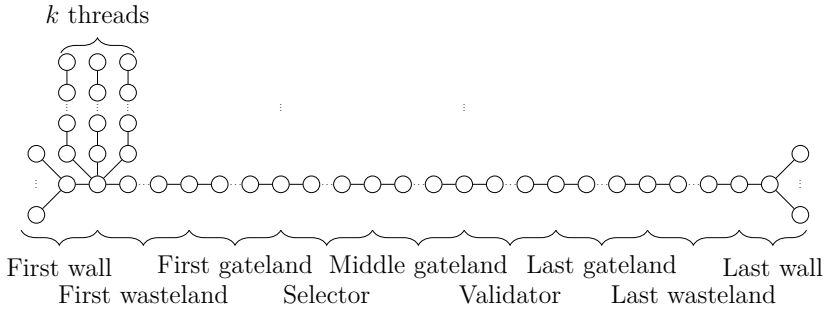 k threads
First wall First gateland Middle gateland Last gateland Last wall
First wasteland Selector Validator Last wasteland